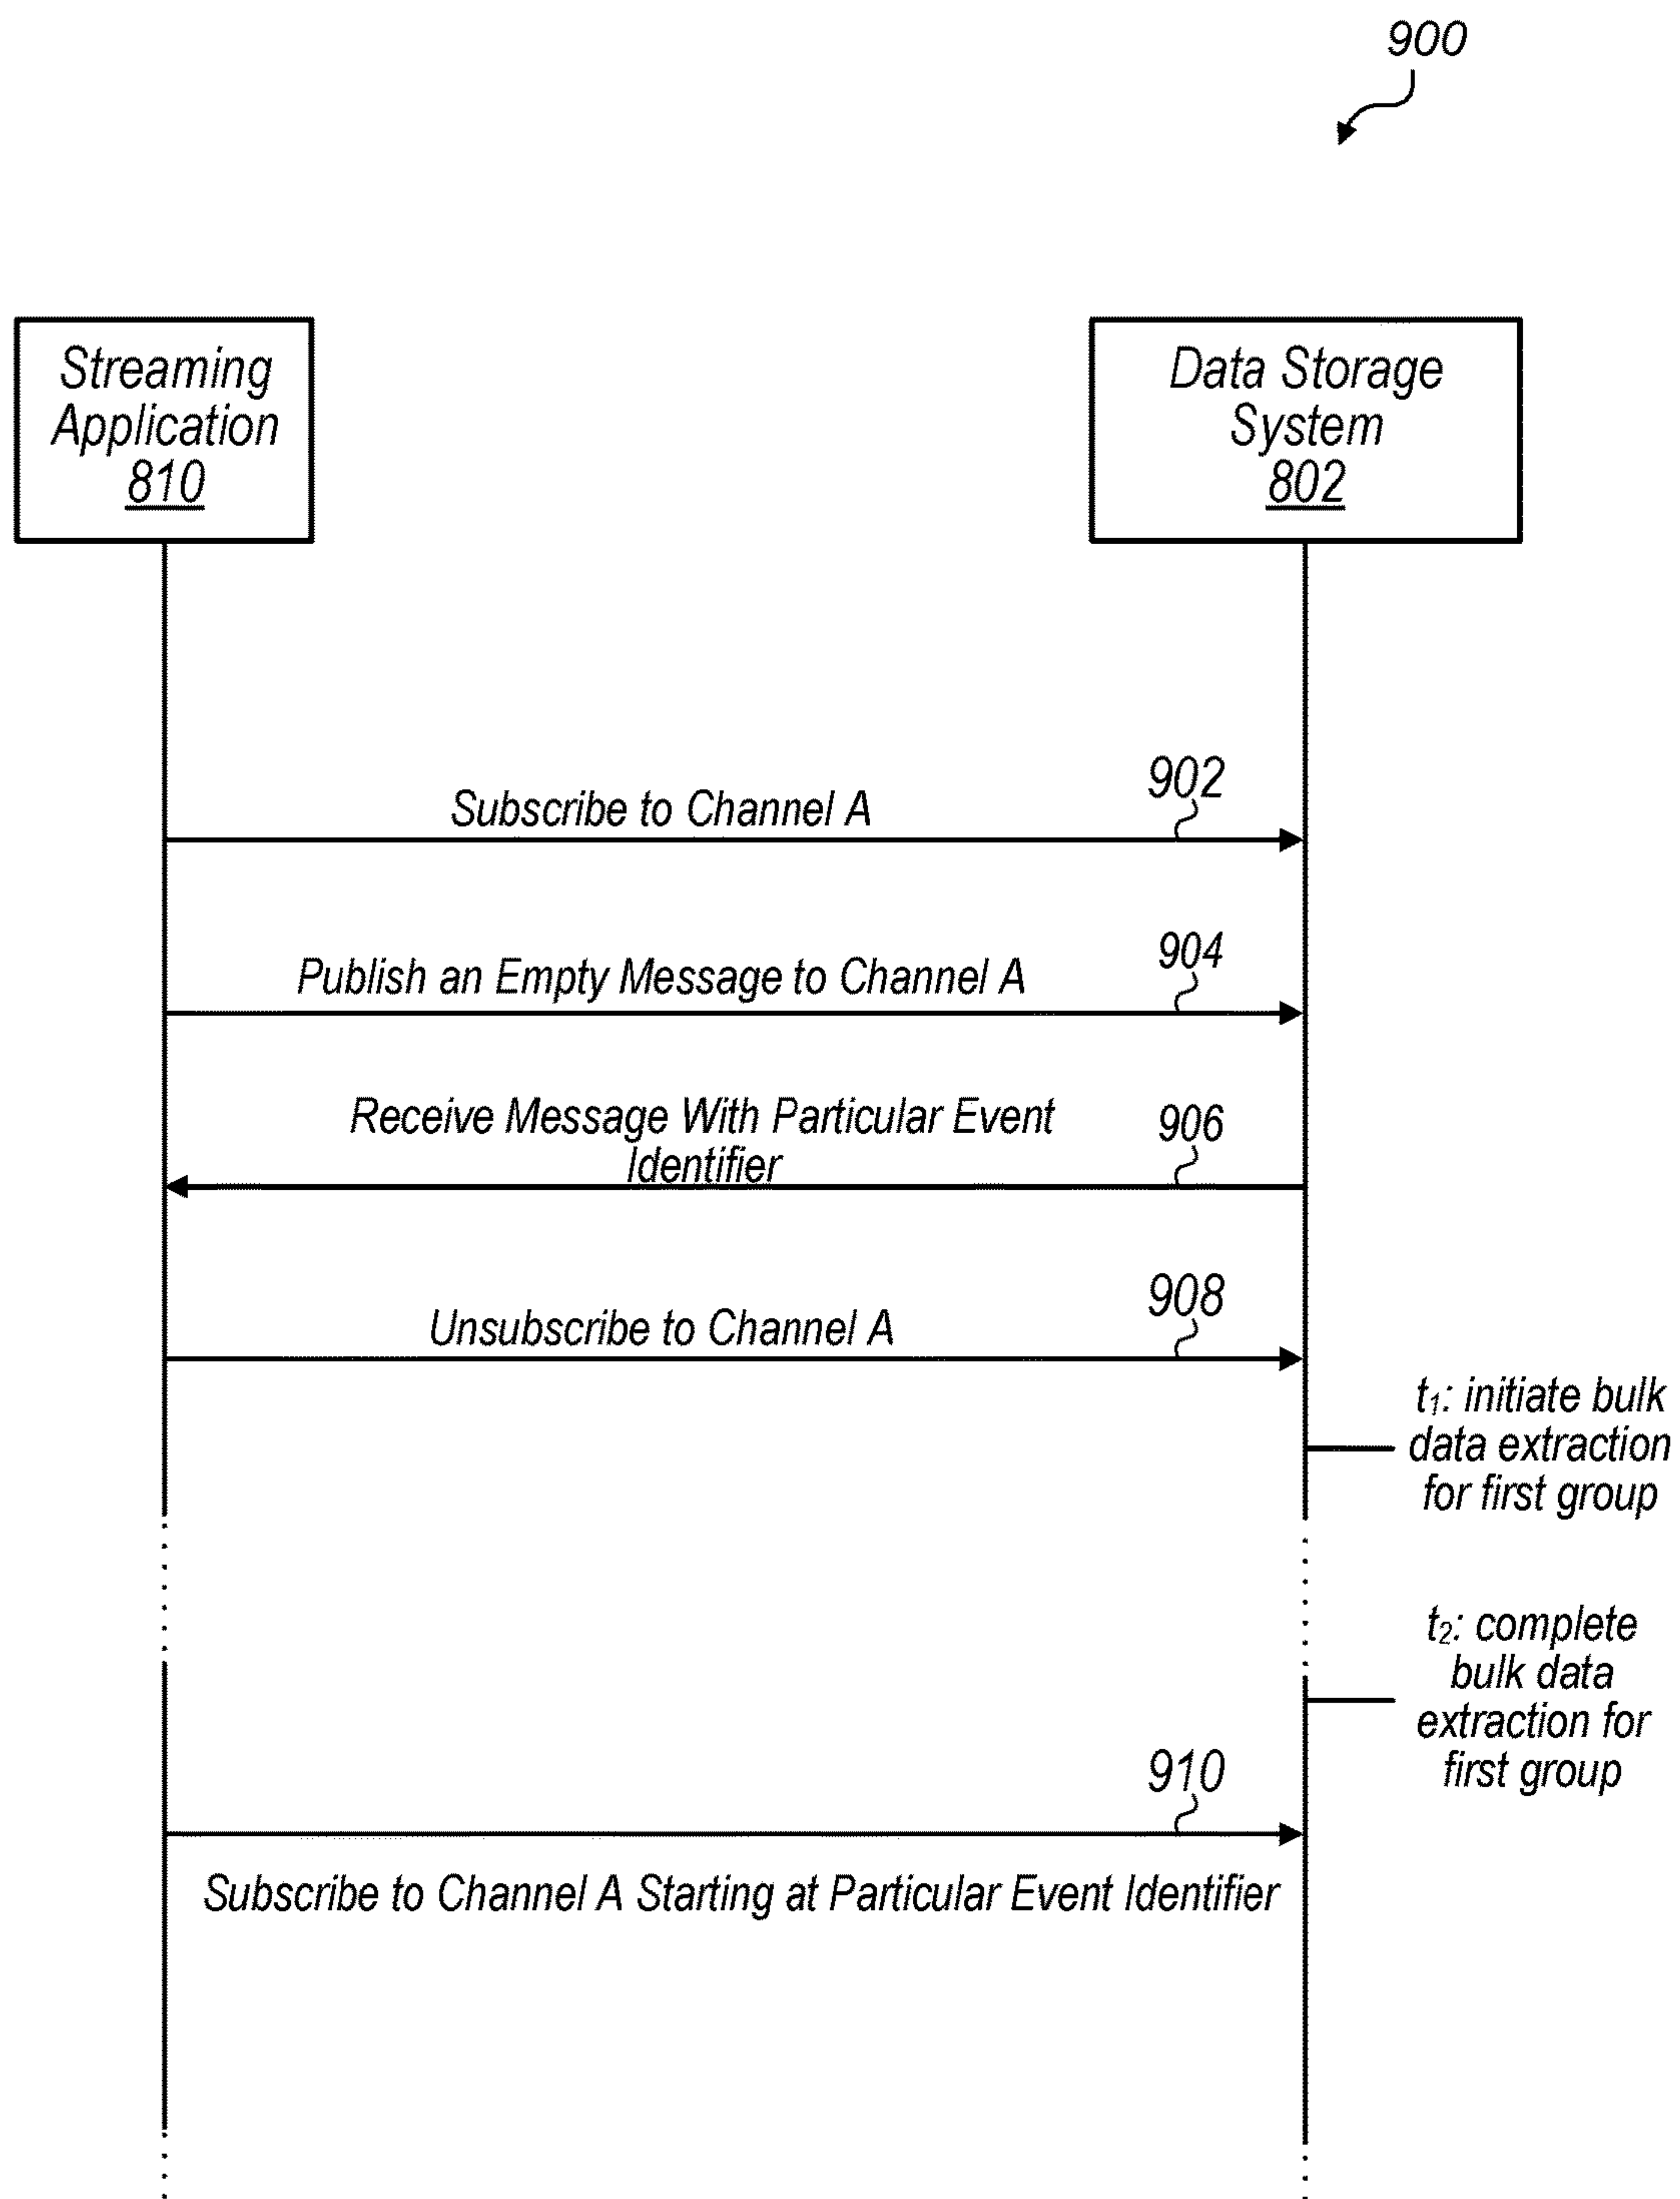 900
Streaming
Application
810
Data Storage
System
802
902
Subscribe to Channel A
904
Publish an Empty Message to Channel A
Receive Message With Particular Event
Identifier
906
908
Unsubscribe to Channel A
t₁: initiate bulk
data extraction
for first group
t₂: complete
bulk data
extraction for
first group
910
Subscribe to Channel A Starting at Particular Event Identifier